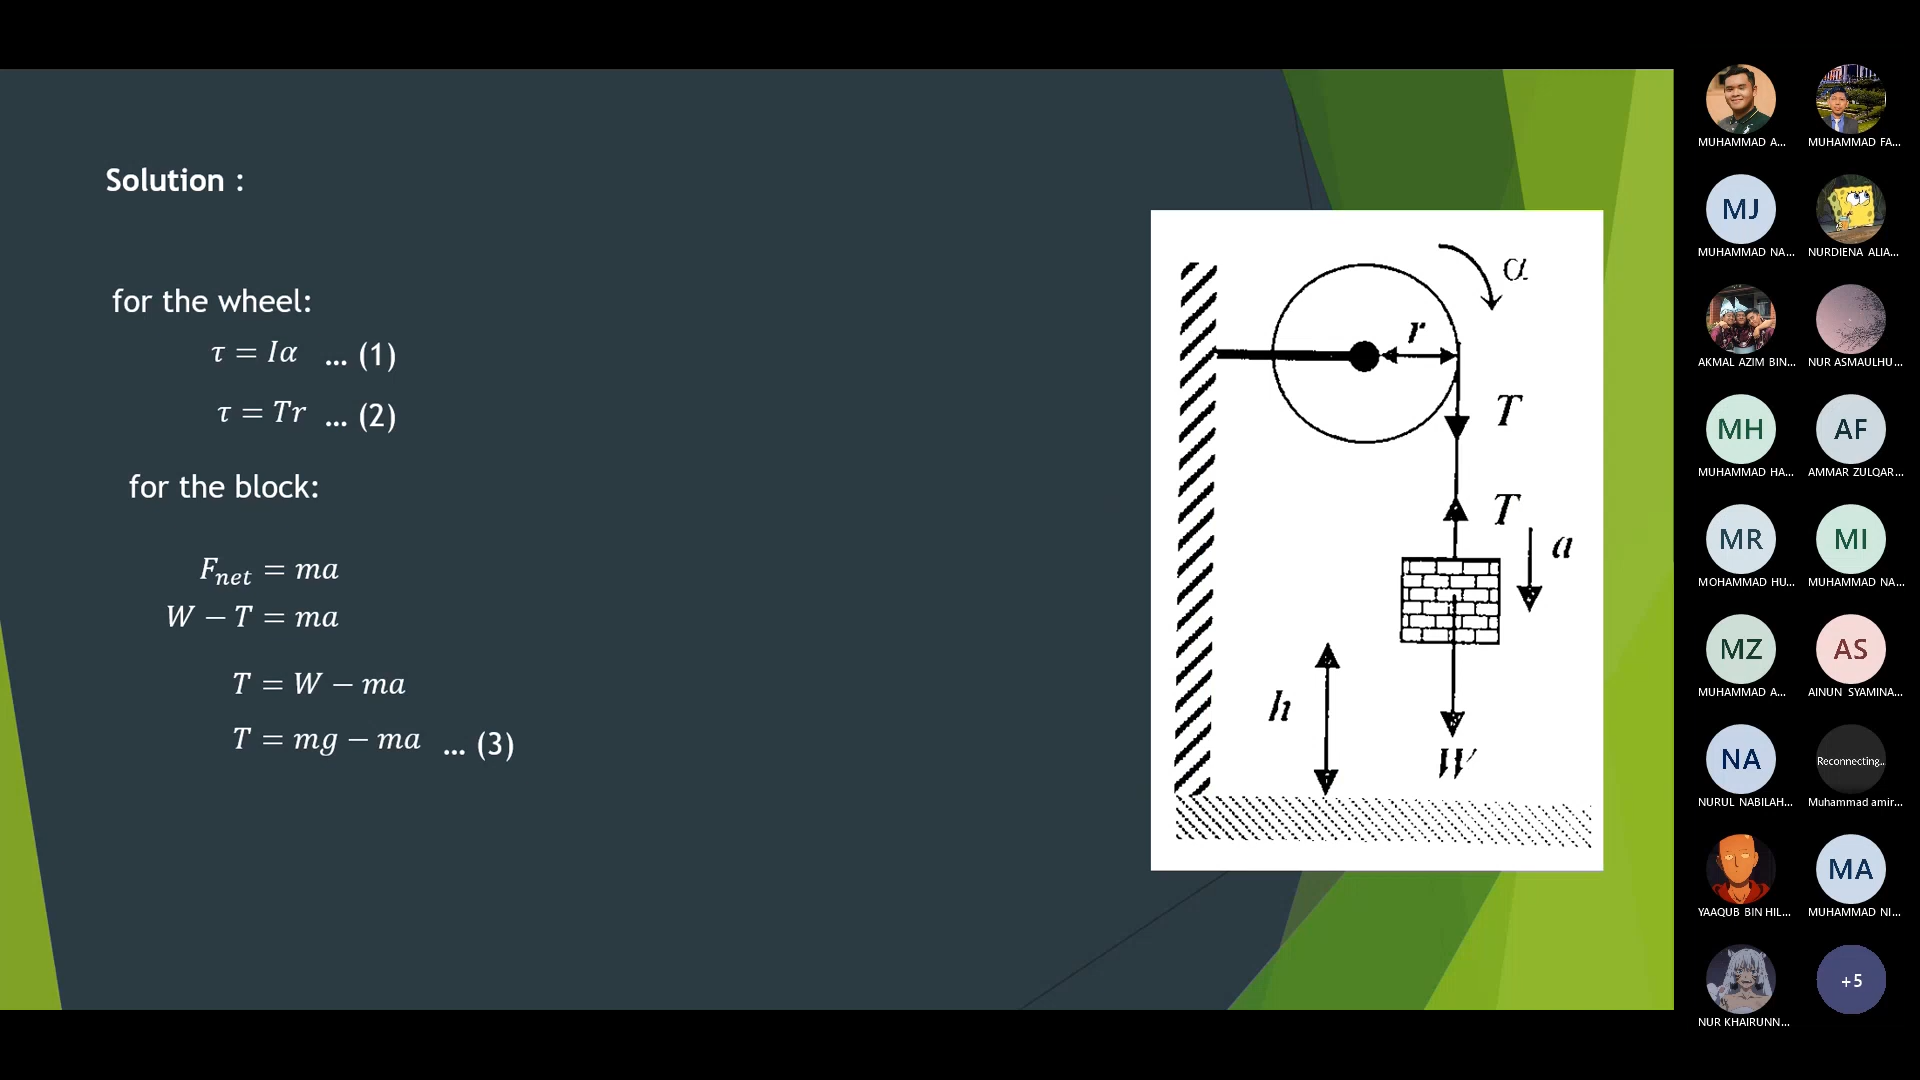 Solution :
for the wheel:
τ = Iα … (1)
τ = Tr … (2)
for the block:
F_net = ma
W − T = ma
T = W − ma
T = mg − ma … (3)
α
r
T
T
a
h
W
MUHAMMAD A...
MUHAMMAD FA...
MJ
MUHAMMAD NA...
NURDIENA ALIA...
AKMAL AZIM BIN...
NUR ASMAULHU...
MH
AF
MUHAMMAD HA...
AMMAR ZULQAR...
MR
MI
MOHAMMAD HU...
MUHAMMAD NA...
MZ
AS
MUHAMMAD A...
AINUN SYAMINA...
NA
Reconnecting...
NURUL NABILAH...
Muhammad amir...
MA
YAAQUB BIN HIL...
MUHAMMAD NI...
+5
NUR KHAIRUNN...